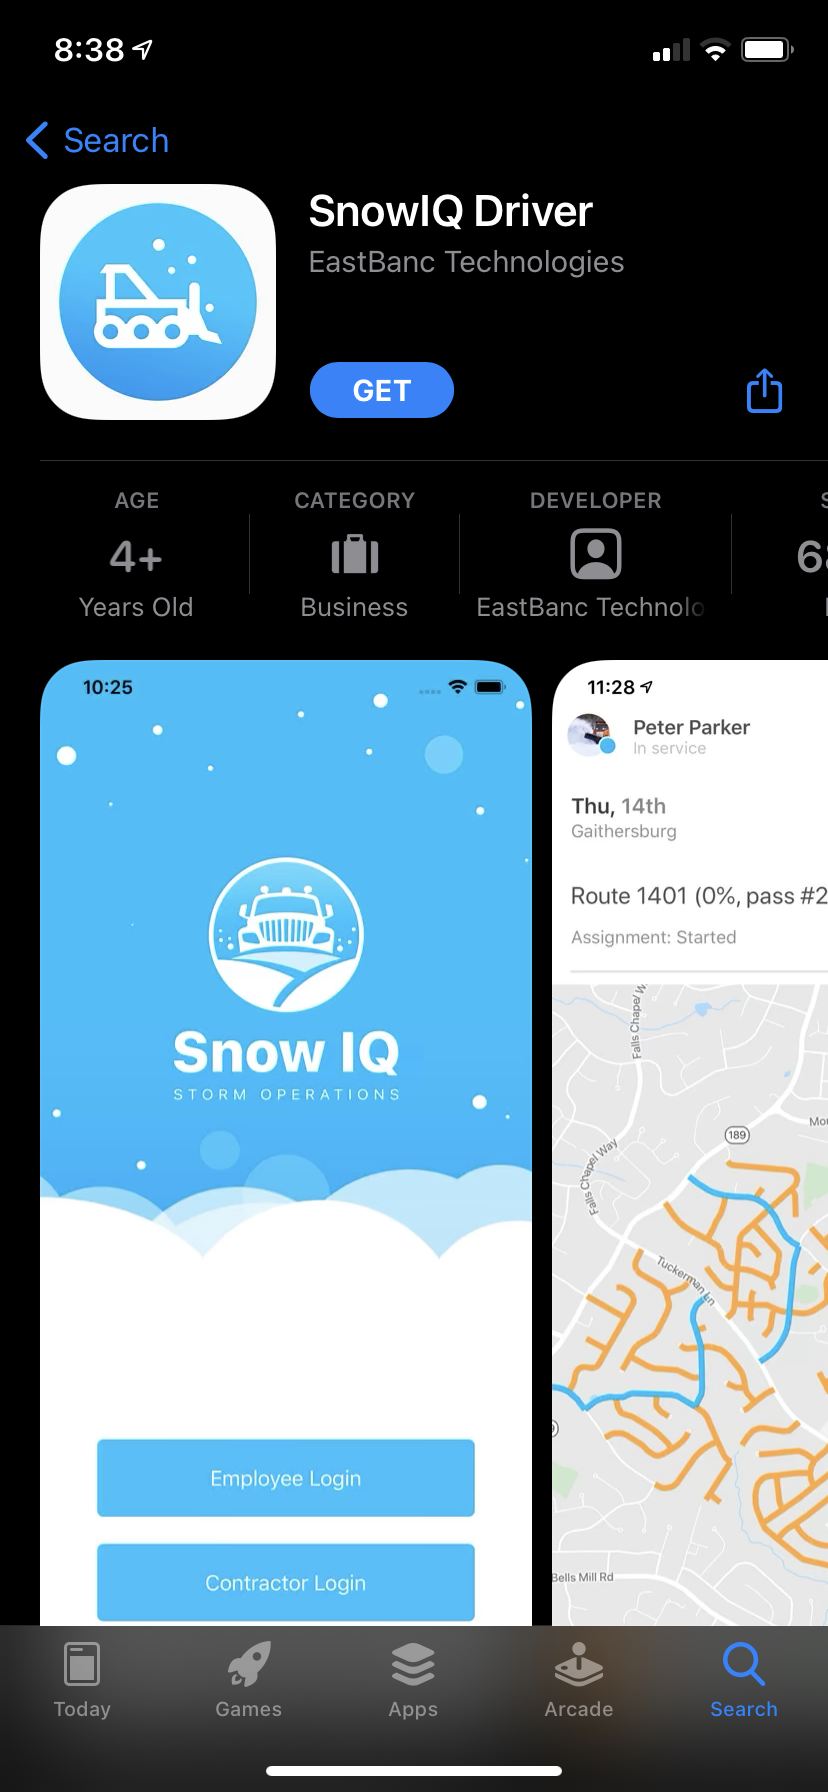 8:38
Search
SnowIQ Driver
EastBanc Technologies
GET
AGE
4+
Years Old
CATEGORY
Business
DEVELOPER
EastBanc Technolo
10:25
Snow IQ
STORM OPERATIONS
Employee Login
Contractor Login
11:28
Peter Parker
In service
Thu, 14th
Gaithersburg
Route 1401 (0%, pass #2
Assignment: Started
Falls Chapel W
189
Falls Chapel Way
Tuckerman Ln
Bells Mill Rd
Today
Games
Apps
Arcade
Search